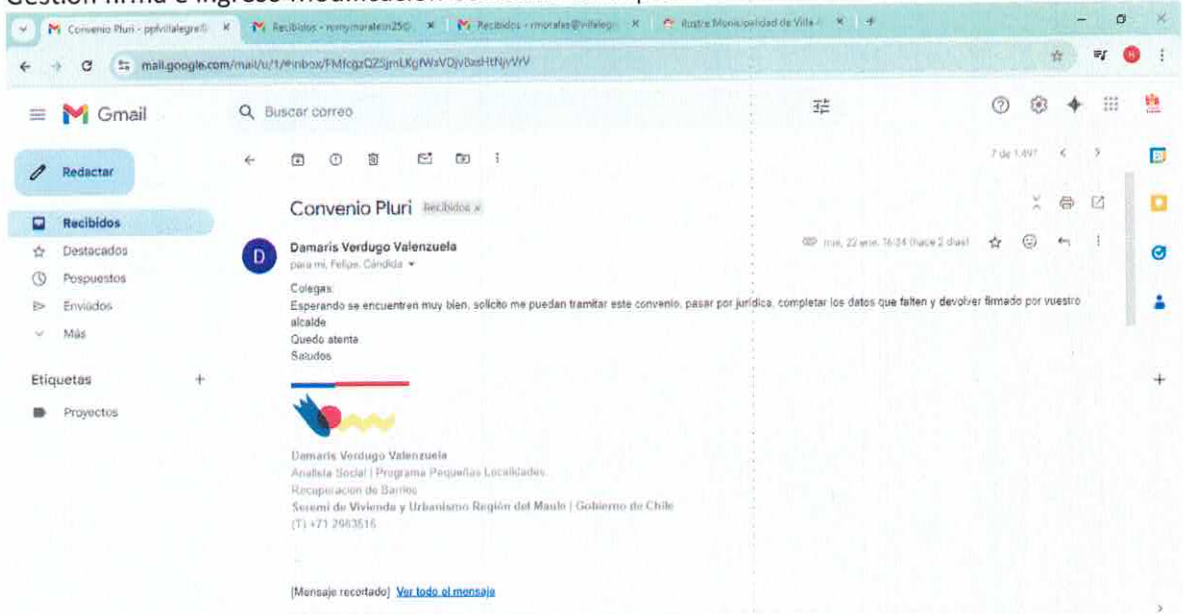 Convenio Pluri - pplvillalegre@
Recibidos -
Recibidos - rmorales@villalegr
Ilustre Municipalidad de Villa
mail.google.com/mail/u/1/#inbox/
Gmail
Buscar correo
Redactar
7 de 1.497
Convenio Pluri Recibidos x
Recibidos
Destacados
Pospuestos
Enviados
Más
Etiquetas +
Proyectos
D
Damaris Verdugo Valenzuela
mié, 22 ene, 16:34 (hace 2 días)
para mí, Felipe, Cándida
Colegas:
Esperando se encuentren muy bien, solicito me puedan tramitar este convenio, pasar por jurídica, completar los datos que falten y devolver firmado por vuestro
alcalde
Quedo atenta
Saludos
Damaris Verdugo Valenzuela
Analista Social | Programa Pequeñas Localidades
Recuperación de Barrios
Seremi de Vivienda y Urbanismo Región del Maule | Gobierno de Chile
(T) +71 2963516
[Mensaje recortado] Ver todo el mensaje